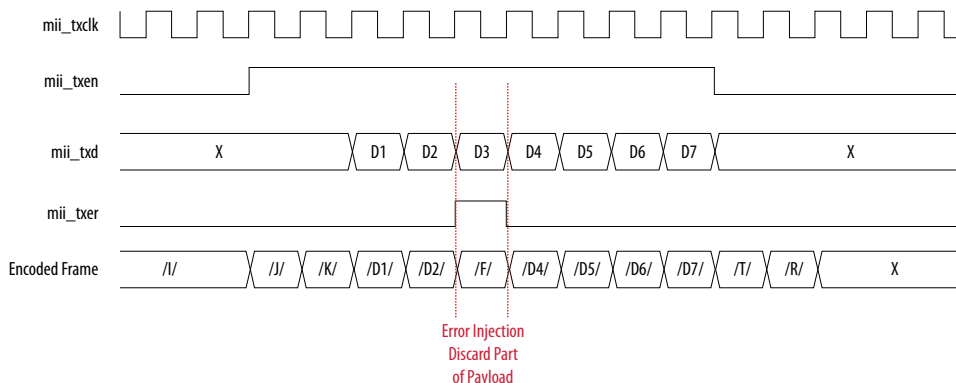 mii_txclk
mii_txen
mii_txd X D1 D2 D3 D4 D5 D6 D7 X
mii_txer
Encoded Frame /I/ /J/ /K/ /D1/ /D2/ /F/ /D4/ /D5/ /D6/ /D7/ /T/ /R/ X
Error Injection
Discard Part
of Payload